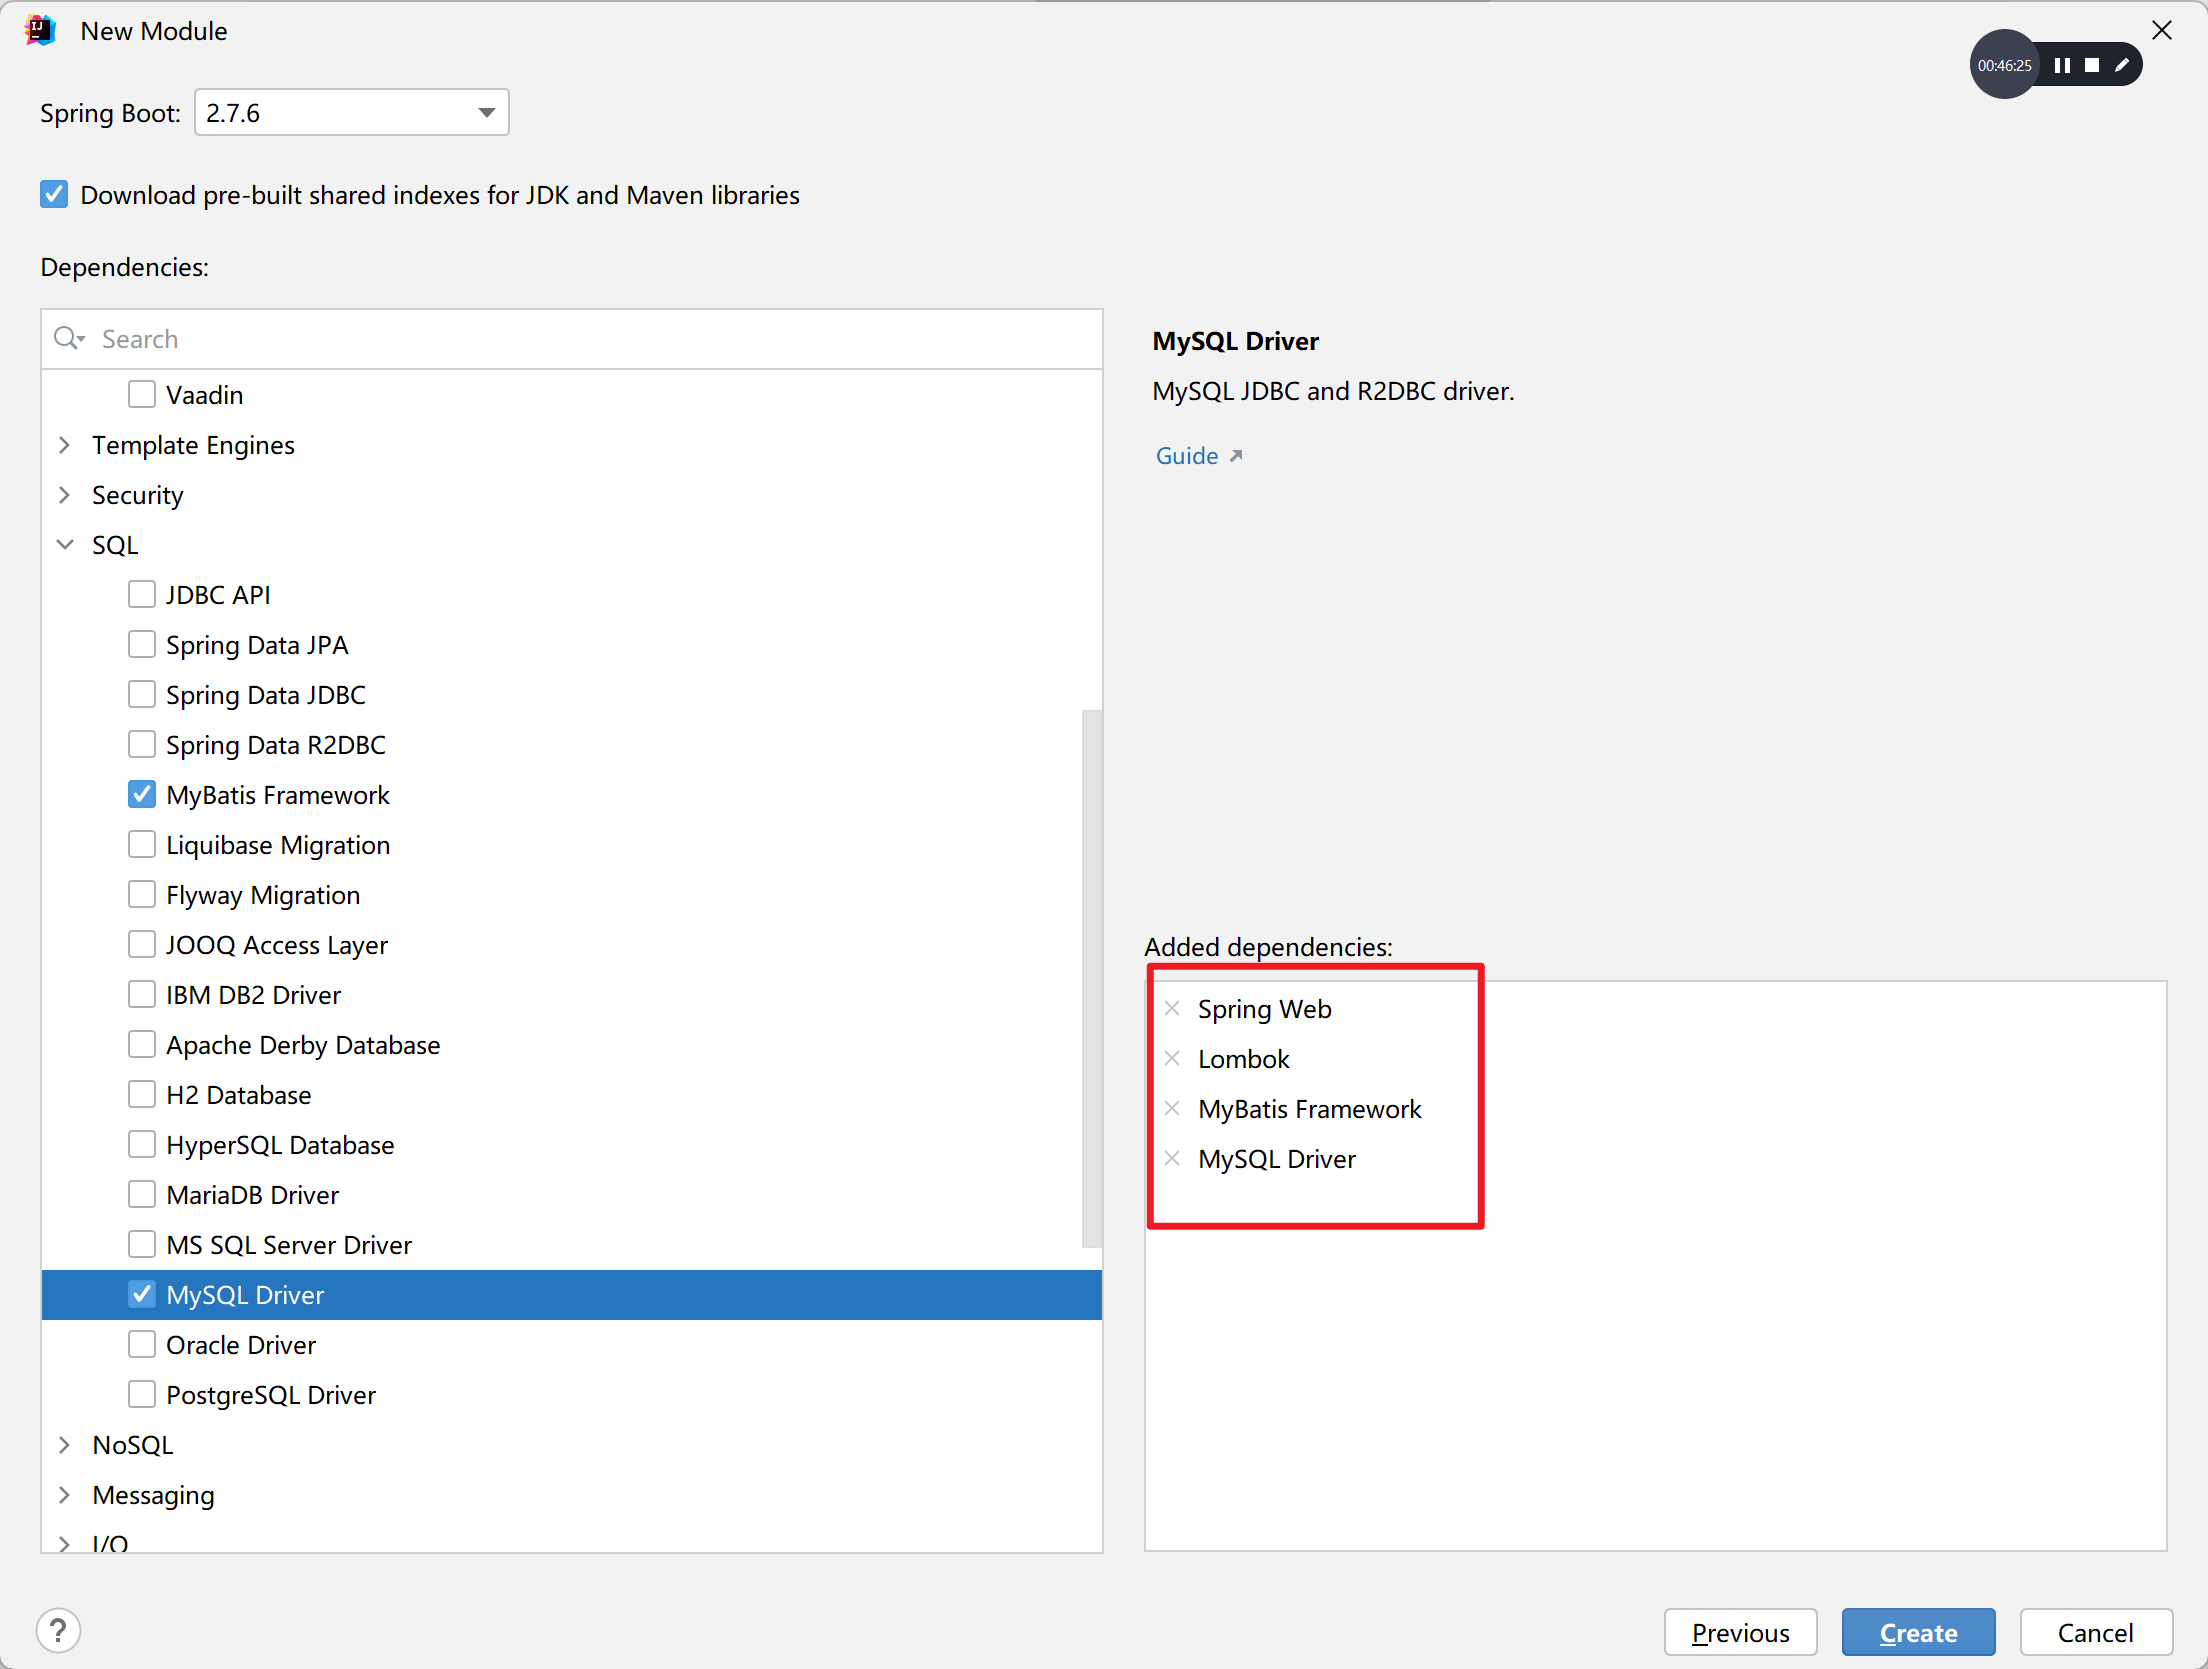 New Module
00:46:25
Spring Boot: 2.7.6
Download pre-built shared indexes for JDK and Maven libraries
Dependencies:
Search
Vaadin
Template Engines
Security
SQL
JDBC API
Spring Data JPA
Spring Data JDBC
Spring Data R2DBC
MyBatis Framework
Liquibase Migration
Flyway Migration
JOOQ Access Layer
IBM DB2 Driver
Apache Derby Database
H2 Database
HyperSQL Database
MariaDB Driver
MS SQL Server Driver
MySQL Driver
Oracle Driver
PostgreSQL Driver
NoSQL
Messaging
I/O
MySQL Driver
MySQL JDBC and R2DBC driver.
Guide
Added dependencies:
Spring Web
Lombok
MyBatis Framework
MySQL Driver
?
Previous
Create
Cancel